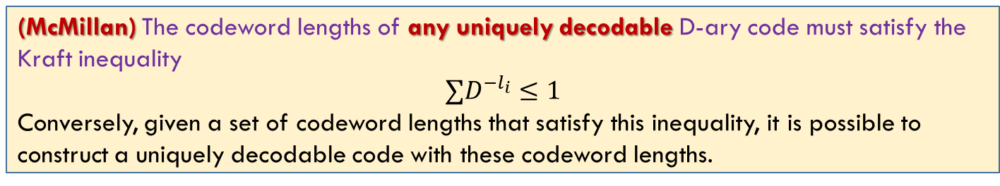 (McMillan) The codeword lengths of any uniquely decodable D-ary code must satisfy the
Kraft inequality
∑D^{-l_i} ≤ 1
Conversely, given a set of codeword lengths that satisfy this inequality, it is possible to
construct a uniquely decodable code with these codeword lengths.